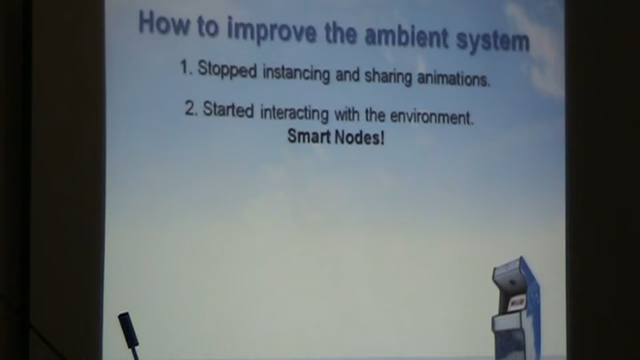 How to improve the ambient system
1. Stopped instancing and sharing animations.
2. Started interacting with the environment.
Smart Nodes!